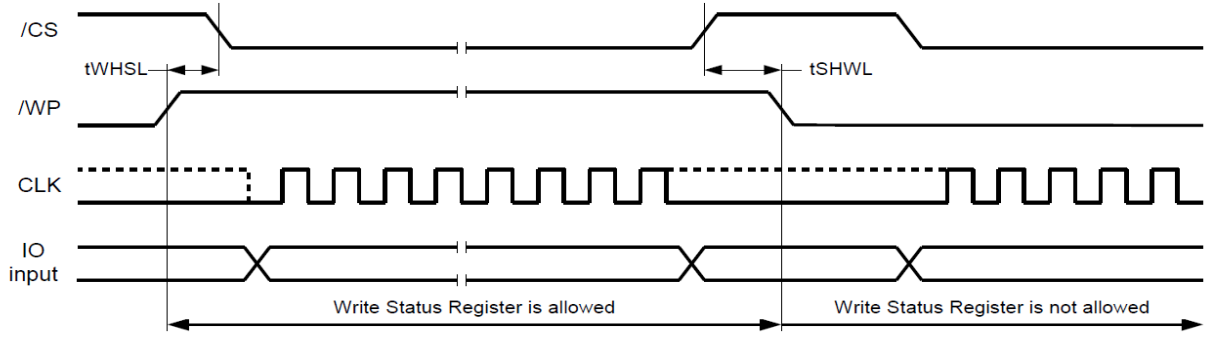 /CS
tWHSL
tSHWL
/WP
CLK
IO
input
Write Status Register is allowed
Write Status Register is not allowed